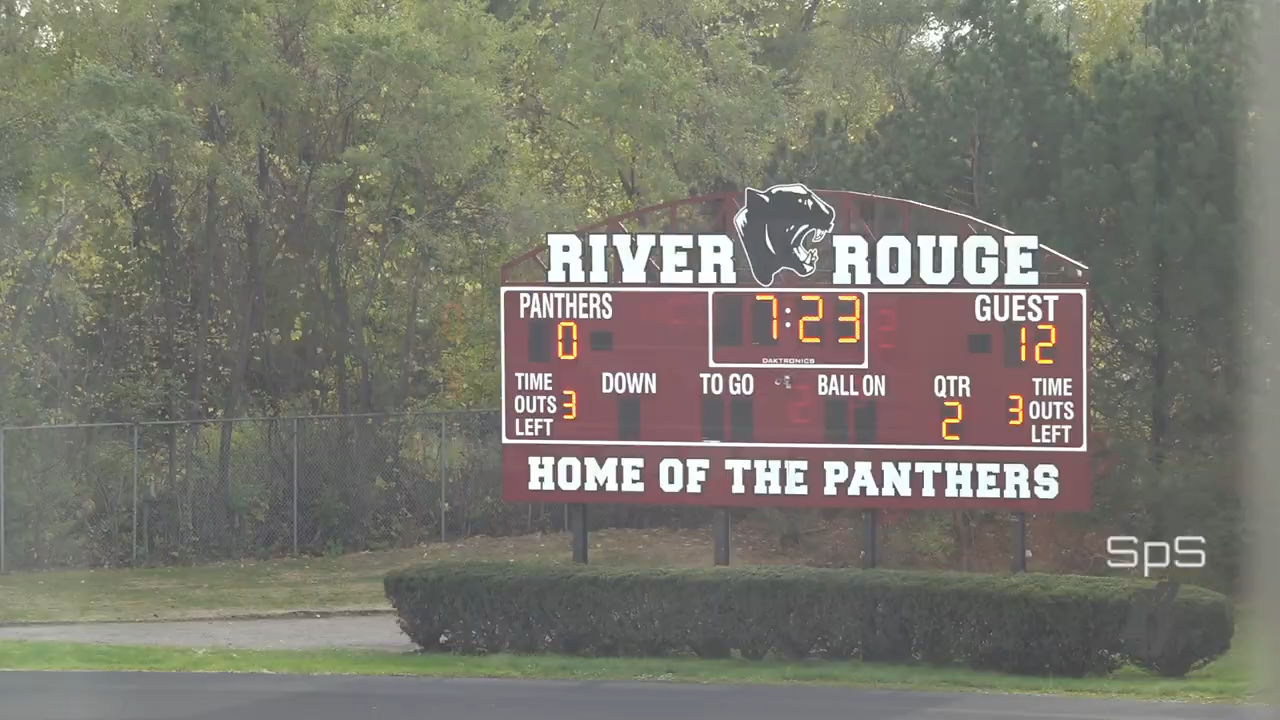 RIVER ROUGE
PANTHERS 7:23 GUEST
0 12
DAKTRONICS
TIME OUTS LEFT 3
DOWN TO GO BALL ON QTR
2
3 TIME OUTS LEFT
HOME OF THE PANTHERS
SpS